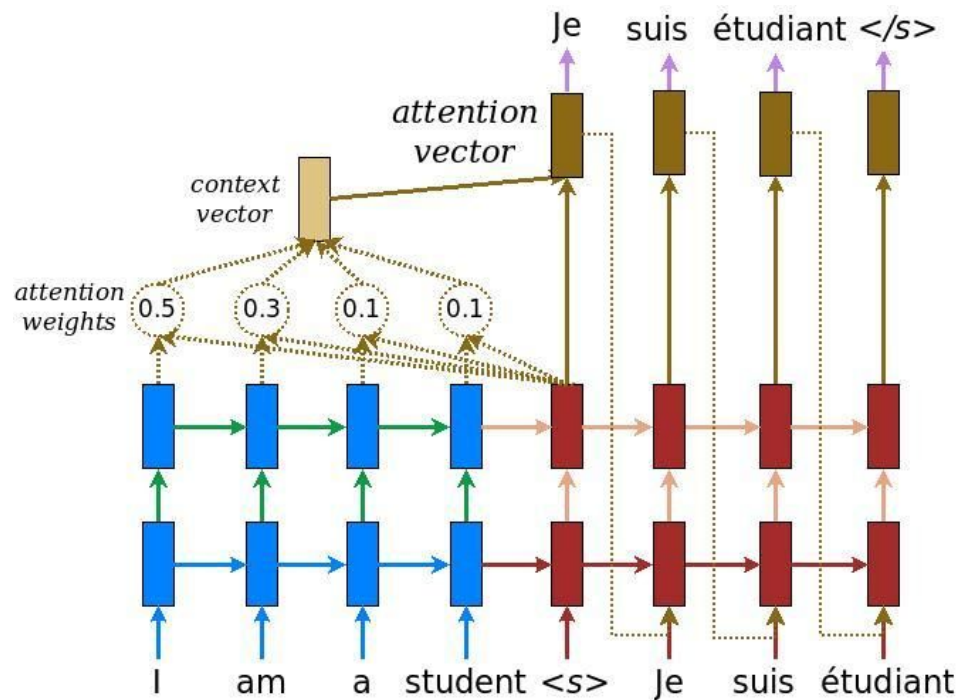 Je suis étudiant </s>
attention
vector
context
vector
attention
weights
0.5 0.3 0.1 0.1
I am a student <s> Je suis étudiant